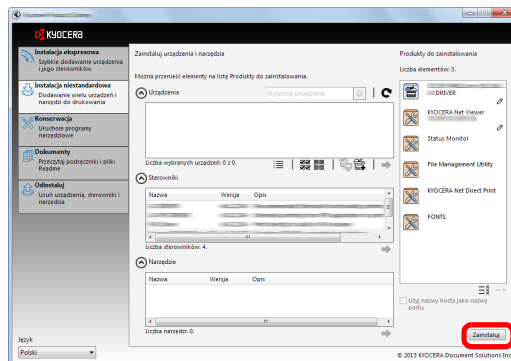 KYOCERA
Instalacja ekspresowa
Szybkie dodawanie urządzenia
i jego sterowników
Instalacja niestandardowa
Dodawanie wielu urządzeń i
narzędzi do drukowania
Konserwacja
Uruchom programy
narzędziowe
Dokumenty
Przeczytaj podręczniki i pliki
Readme
Odinstaluj
Usuń urządzenia, sterowniki i
narzędzia
Język
Polski
Zainstaluj urządzenia i narzędzia
Można przenieść elementy na listę Produkty do zainstalowania.
Urządzenia
Wyszukaj urządzenia
Liczba wybranych urządzeń: 0 z 0.
Sterowniki
Nazwa Wersja Opis
Liczba sterowników: 4.
Narzędzie
Nazwa Wersja Opis
Liczba narzędzi: 0.
Produkty do zainstalowania
Liczba elementów: 3.
DRIVER
KYOCERA Net Viewer
Status Monitor
File Management Utility
KYOCERA Net Direct Print
FONTS
Użyj nazwy hosta jako nazwy
portu
Zainstaluj
© 2013 KYOCERA Document Solutions Inc.